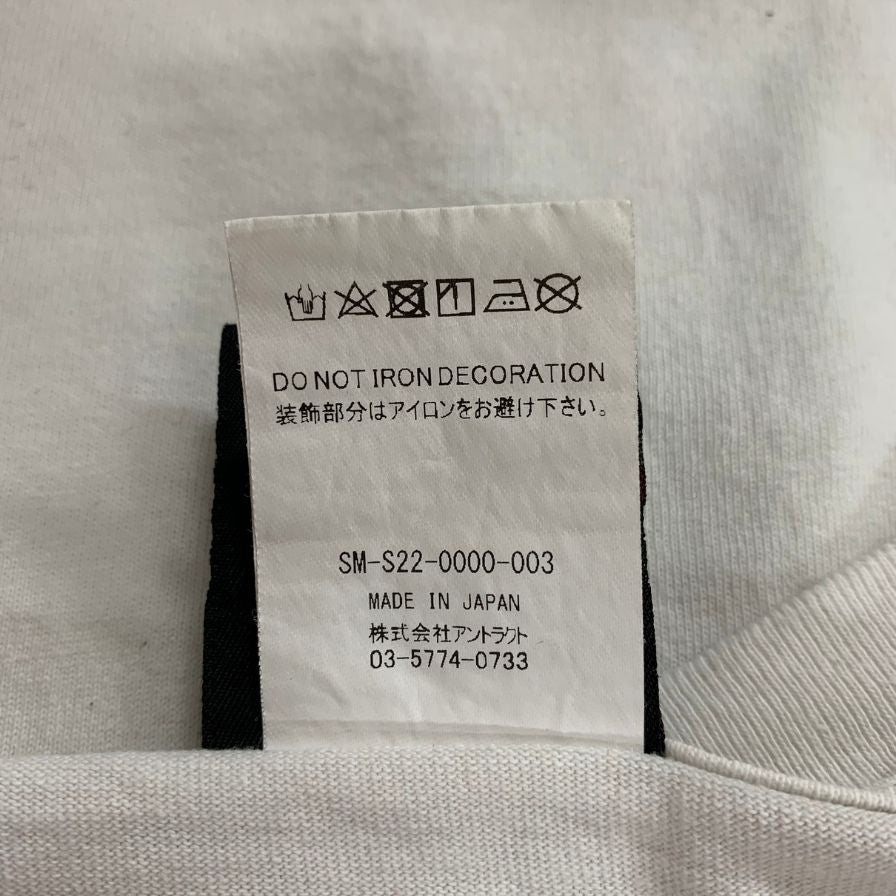 DO NOT IRON DECORATION
装飾部分はアイロンをお避け下さい。
SM-S22-0000-003
MADE IN JAPAN
株式会社アントラクト
03-5774-0733